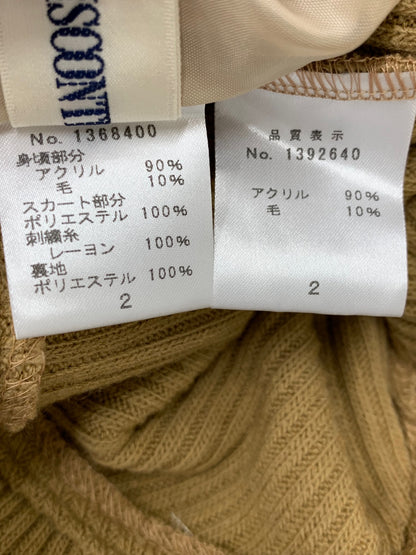 ESCONT
No. 1368400
身頃部分
アクリル 90%
毛 10%
スカート部分
ポリエステル 100%
刺繍糸
レーヨン 100%
裏地
ポリエステル 100%
2
品質表示
No. 1392640
アクリル 90%
毛 10%
2